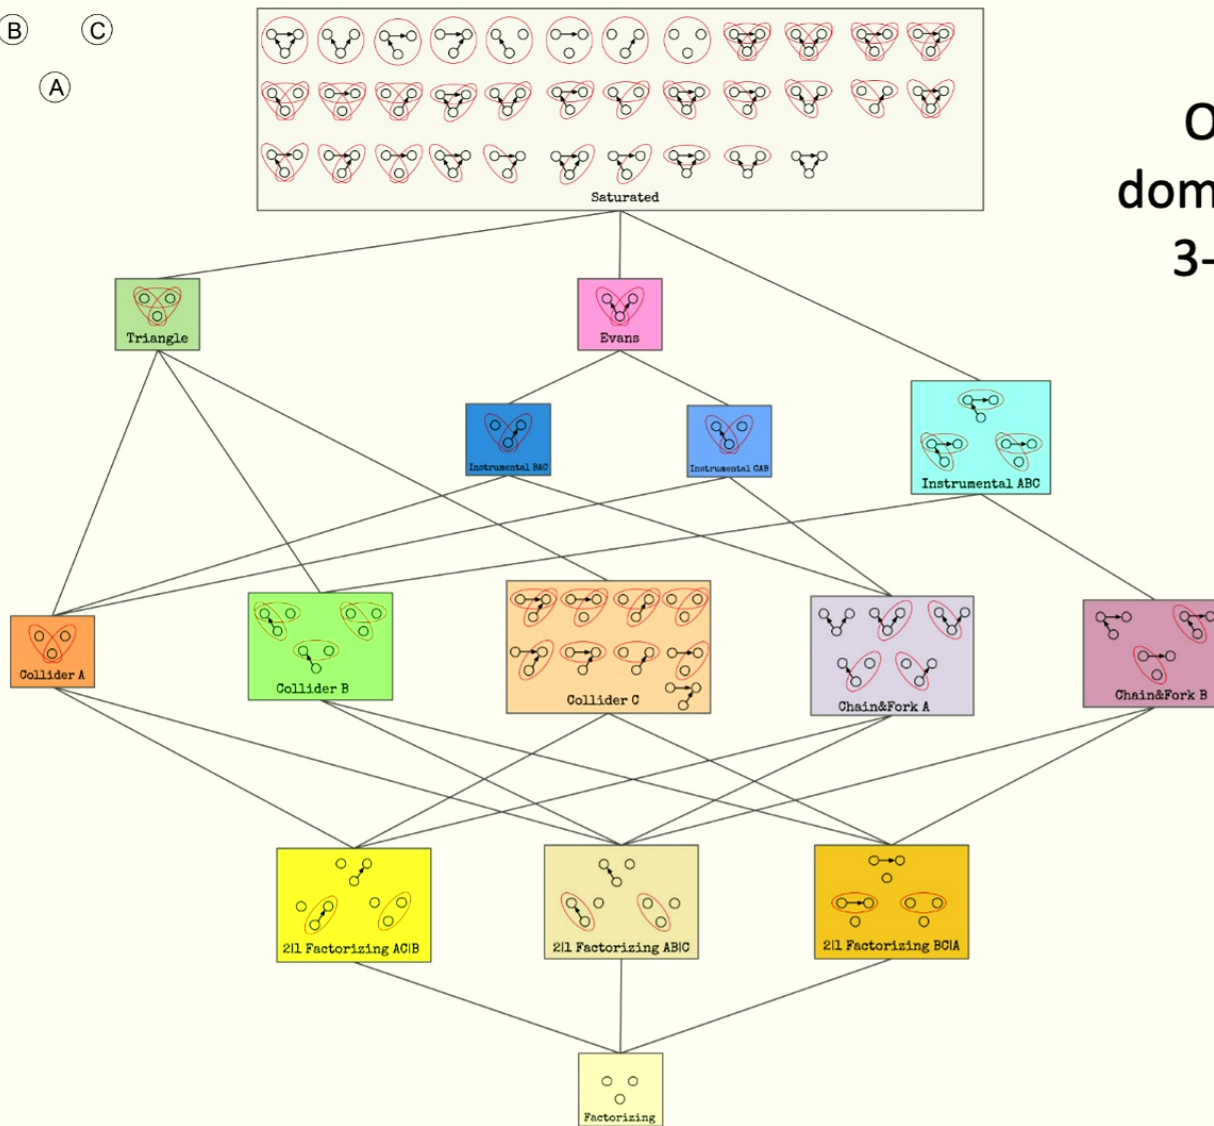 B C
A
O
dom
3-
Saturated
Triangle
Evans
Instrumental BAC
Instrumental CAB
Instrumental ABC
Collider A
Collider B
Collider C
Chain&Fork A
Chain&Fork B
2|1 Factorizing AC|B
2|1 Factorizing AB|C
2|1 Factorizing BC|A
Factorizing